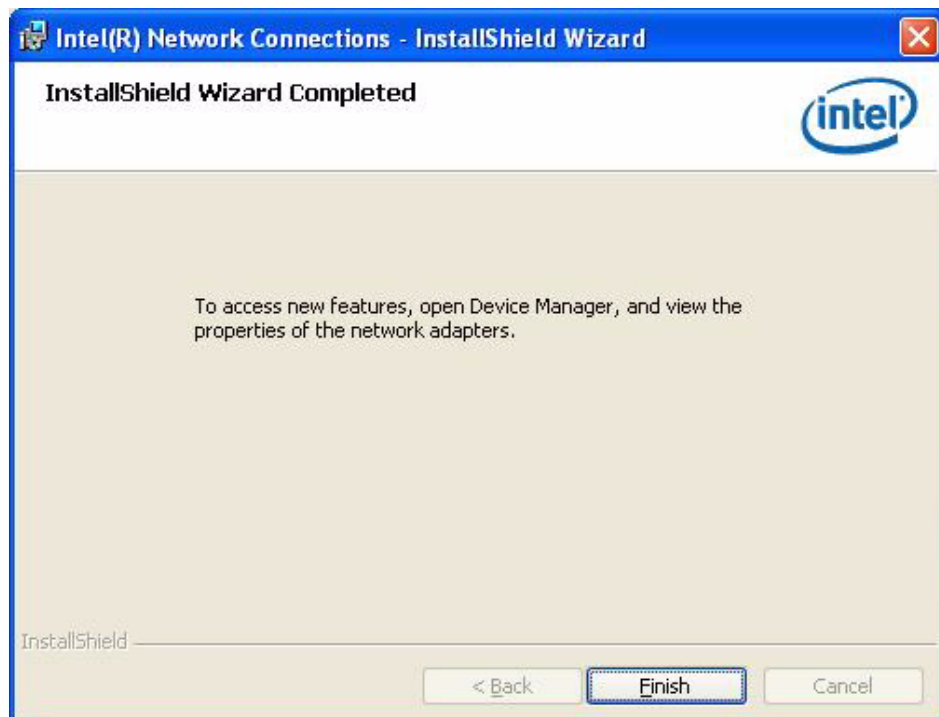 Intel(R) Network Connections - InstallShield Wizard
InstallShield Wizard Completed
intel
To access new features, open Device Manager, and view the
properties of the network adapters.
InstallShield
< Back
Finish
Cancel